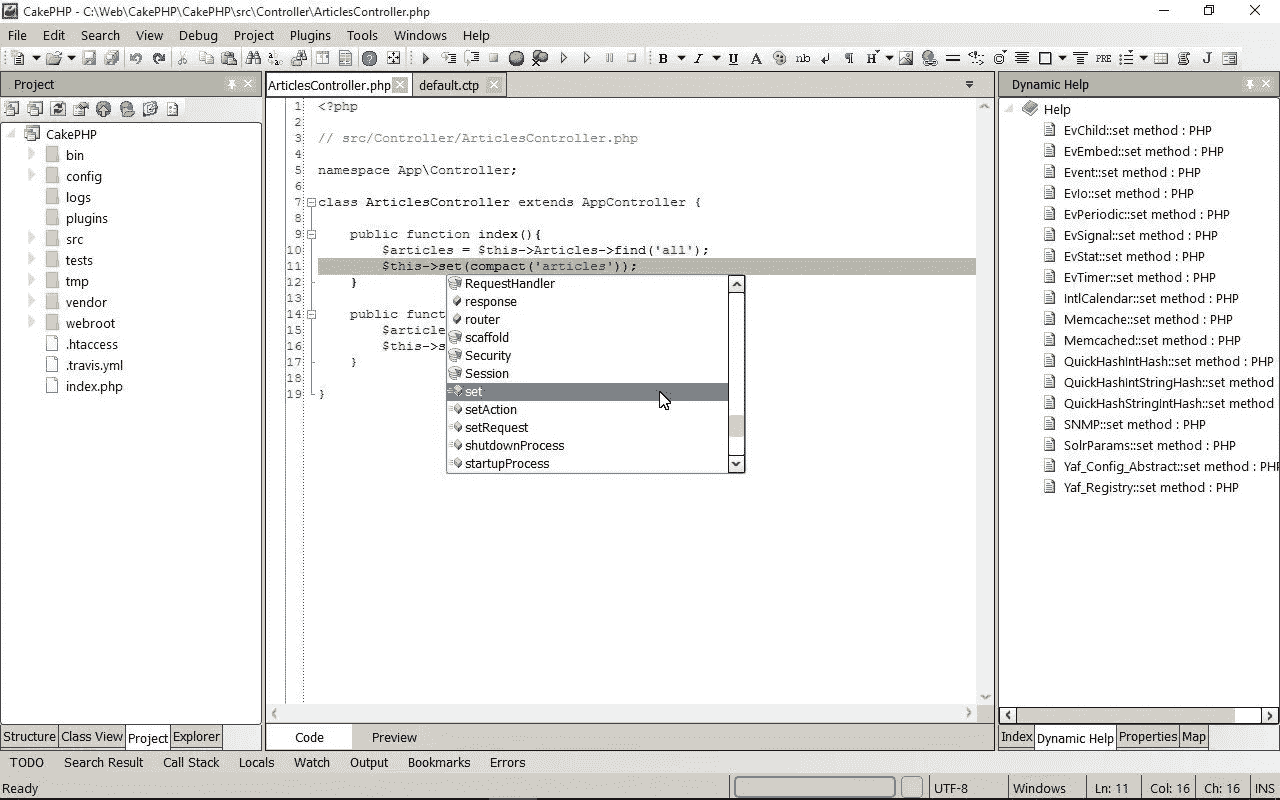 CakePHP - C:\Web\CakePHP\CakePHP\src\Controller\ArticlesController.php
File Edit Search View Debug Project Plugins Tools Windows Help
B I U A nb H PRE J
Project
CakePHP
bin
config
logs
plugins
src
tests
tmp
vendor
webroot
.htaccess
.travis.yml
index.php
Structure Class View Project Explorer
ArticlesController.php default.ctp
1 <?php
2
3 // src/Controller/ArticlesController.php
4
5 namespace App\Controller;
6
7 class ArticlesController extends AppController {
8
9 public function index(){
10 $articles = $this->Articles->find('all');
11 $this->set(compact('articles'));
12 }
13
14 public funct
15 $article
16 $this->s
17 }
18
19 }
RequestHandler
response
router
scaffold
Security
Session
set
setAction
setRequest
shutdownProcess
startupProcess
Code Preview
Dynamic Help
Help
EvChild::set method : PHP
EvEmbed::set method : PHP
Event::set method : PHP
EvIo::set method : PHP
EvPeriodic::set method : PHP
EvSignal::set method : PHP
EvStat::set method : PHP
EvTimer::set method : PHP
IntlCalendar::set method : PHP
Memcache::set method : PHP
Memcached::set method : PHP
QuickHashIntHash::set method : PHP
QuickHashIntStringHash::set method
QuickHashStringIntHash::set method
SNMP::set method : PHP
SolrParams::set method : PHP
Yaf_Config_Abstract::set method : PHP
Yaf_Registry::set method : PHP
Index Dynamic Help Properties Map
TODO Search Result Call Stack Locals Watch Output Bookmarks Errors
Ready UTF-8 Windows Ln: 11 Col: 16 Ch: 16 INS